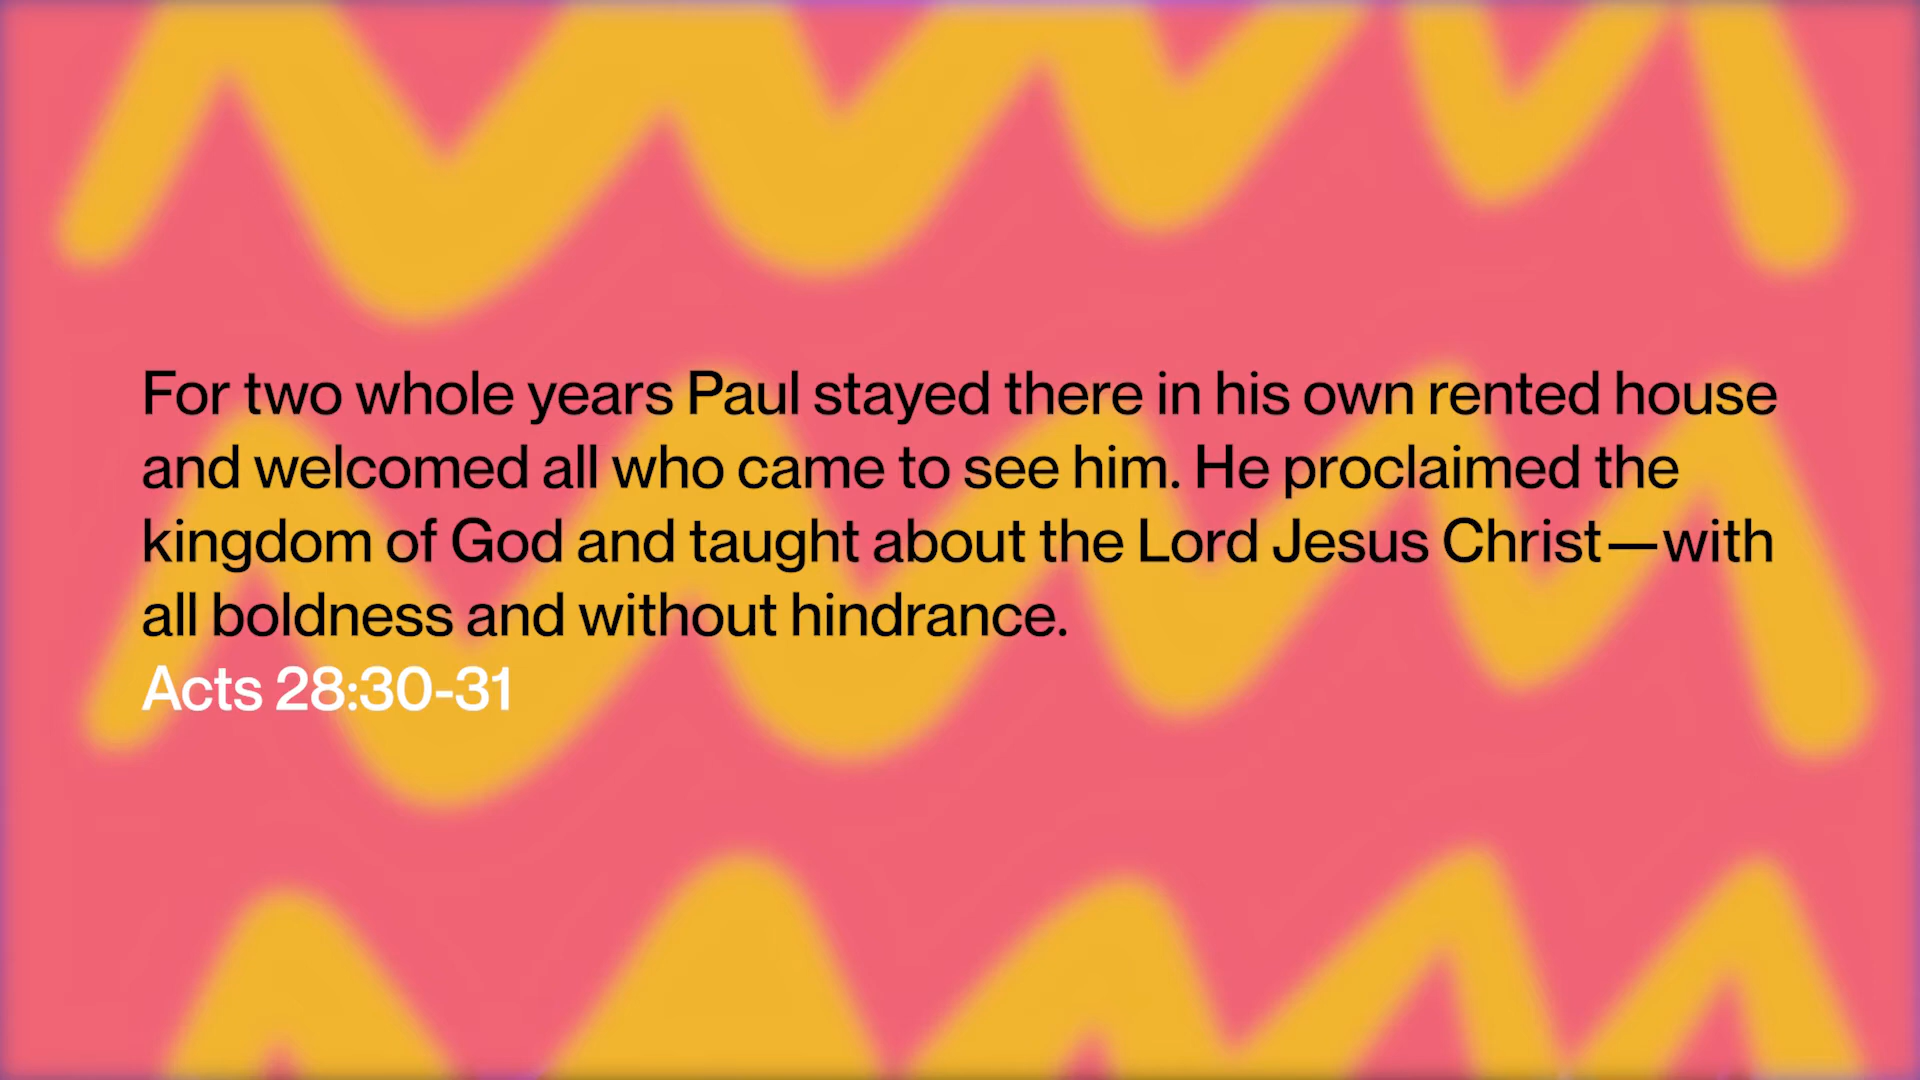 For two whole years Paul stayed there in his own rented house
and welcomed all who came to see him. He proclaimed the
kingdom of God and taught about the Lord Jesus Christ—with
all boldness and without hindrance.
Acts 28:30-31